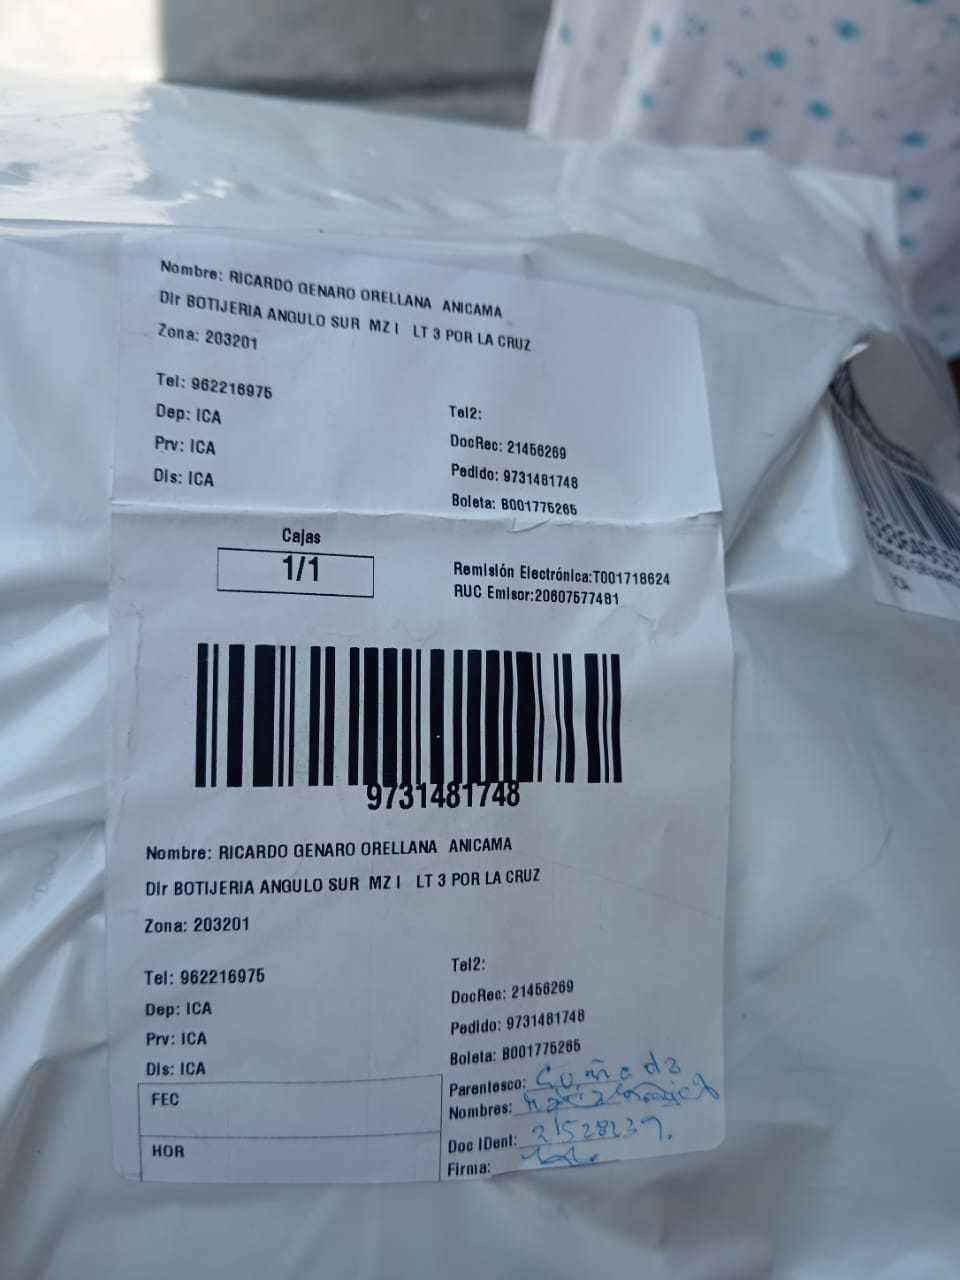 Nombre: RICARDO GENARO ORELLANA ANICAMA
Dir BOTIJERIA ANGULO SUR MZ I LT 3 POR LA CRUZ
Zona: 203201
Tel: 962216975
Dep: ICA
Prv: ICA
Dis: ICA
Tel2:
DocRec: 21456269
Pedido: 9731481748
Boleta: B001775265
Cajas
1/1
Remisión Electrónica:T001718624
RUC Emisor:20607577481
9731481748
Nombre: RICARDO GENARO ORELLANA ANICAMA
Dir BOTIJERIA ANGULO SUR MZ I LT 3 POR LA CRUZ
Zona: 203201
Tel: 962216975
Dep: ICA
Prv: ICA
Dis: ICA
FEC
HOR
Tel2:
DocRec: 21456269
Pedido: 9731481748
Boleta: B001775265
Parentesco: Cuñada
Nombres:
Doc IDent: 21528237.
Firma: